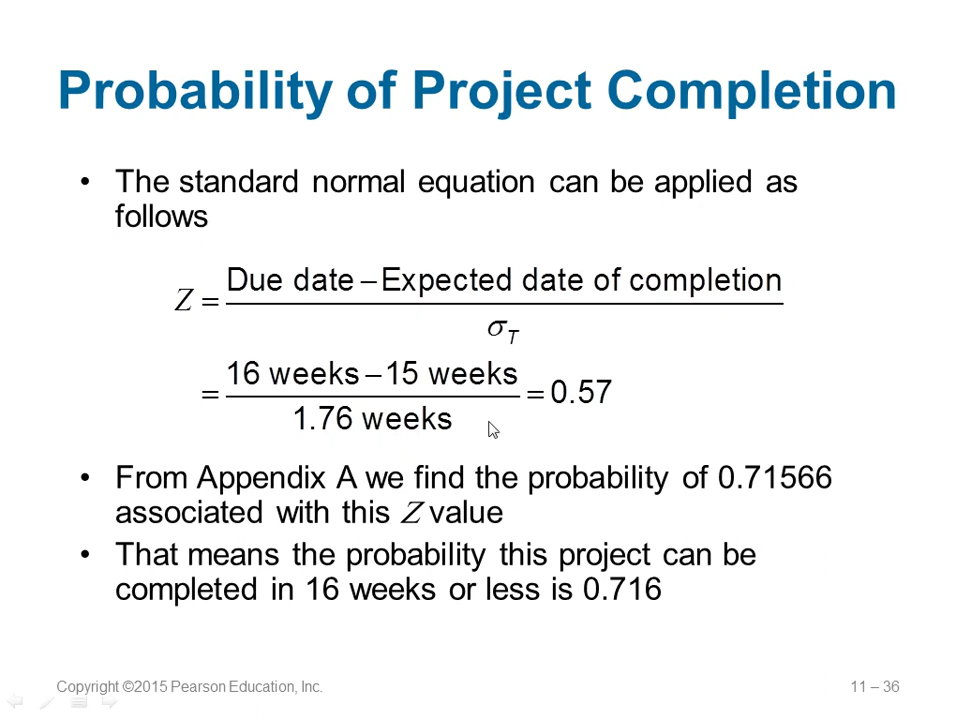 Probability of Project Completion
• The standard normal equation can be applied as
follows
Z = Due date – Expected date of completion / σT
= 16 weeks – 15 weeks / 1.76 weeks = 0.57
• From Appendix A we find the probability of 0.71566
associated with this Z value
• That means the probability this project can be
completed in 16 weeks or less is 0.716
Copyright ©2015 Pearson Education, Inc.
11 – 36